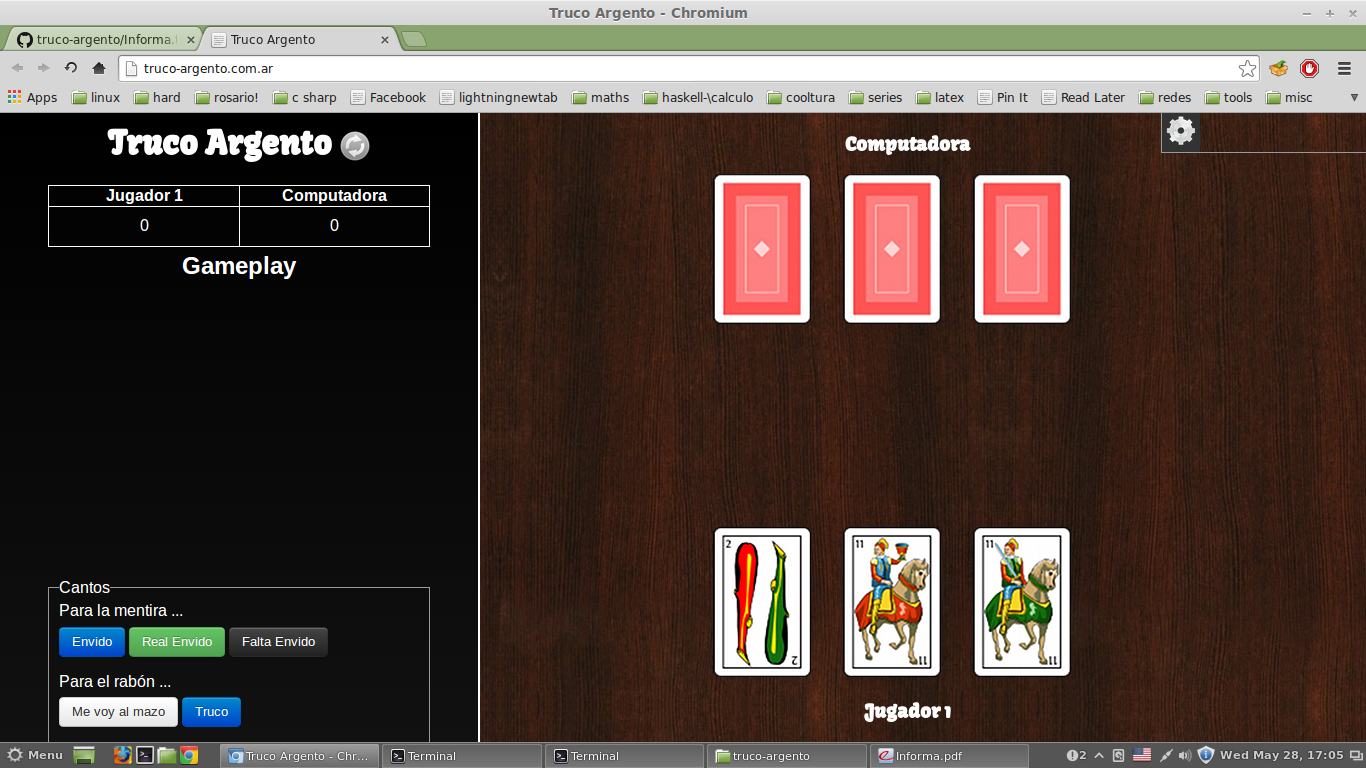 Truco Argento - Chromium
truco-argento/Informa.
Truco Argento
truco-argento.com.ar
Apps linux hard rosario! c sharp Facebook lightningnewtab maths haskell-\calculo cooltura series latex Pin It Read Later redes tools misc
Truco Argento
Jugador 1 Computadora
0 0
Gameplay
Cantos
Para la mentira ...
Envido Real Envido Falta Envido
Para el rabón ...
Me voy al mazo Truco
Computadora
2 11 11
2 11 11
Jugador 1
Menu Truco Argento - Chr... Terminal Terminal truco-argento Informa.pdf 2 Wed May 28, 17:05